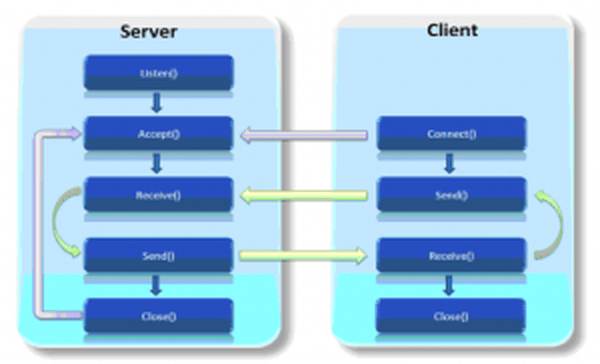 Server
Client
Listen()
Accept()
Connect()
Receive()
Send()
Send()
Receive()
Close()
Close()